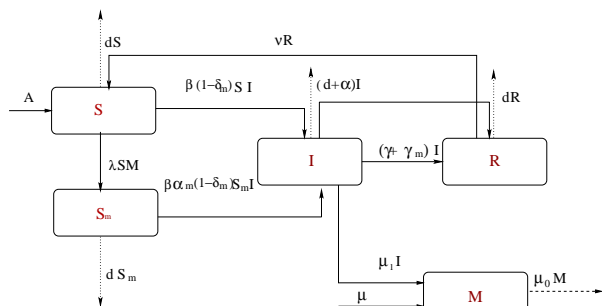 dS
νR
A
S
β(1−δₘ)S I
(d+α)I
dR
λSM
I
(γ+ γₘ) I
R
Sₘ
βαₘ(1−δₘ)SₘI
d Sₘ
μ₁I
μ
M
μ₀M